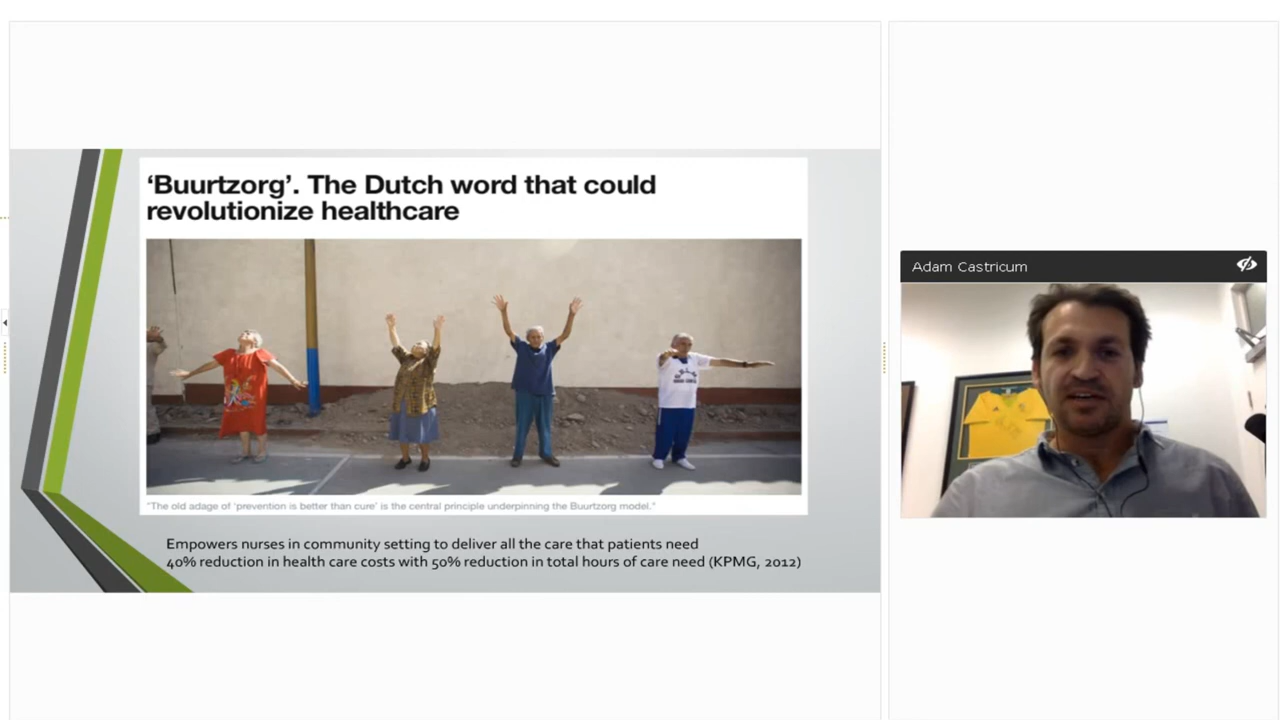 ‘Buurtzorg’. The Dutch word that could
revolutionize healthcare
"The old adage of ‘prevention is better than cure’ is the central principle underpinning the Buurtzorg model."
Empowers nurses in community setting to deliver all the care that patients need
40% reduction in health care costs with 50% reduction in total hours of care need (KPMG, 2012)
Adam Castricum